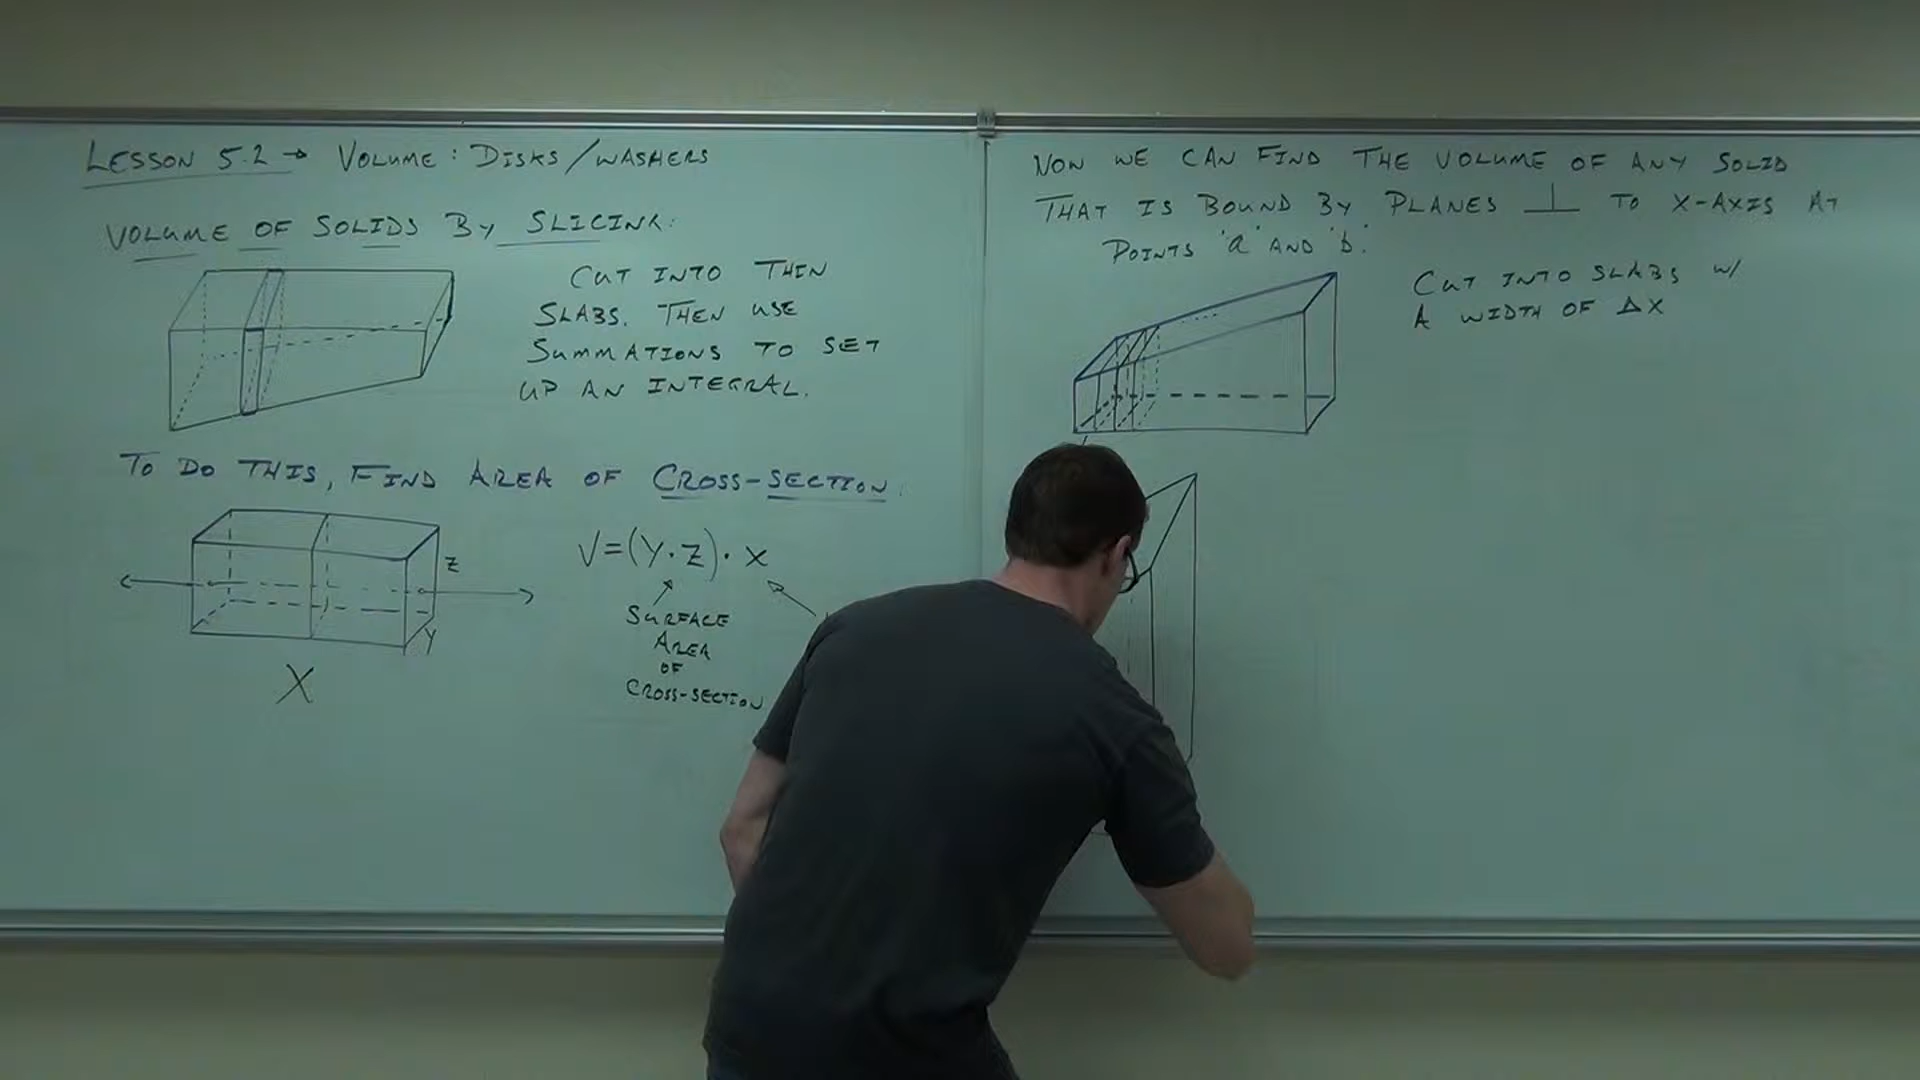 LESSON 5.2 → VOLUME: DISKS/WASHERS
VOLUME OF SOLIDS BY SLICING:
CUT INTO THIN
SLABS. THEN USE
SUMMATIONS TO SET
UP AN INTEGRAL.
TO DO THIS, FIND AREA OF CROSS-SECTION.
Z
Y
X
V=(Y·Z)·X
SURFACE
AREA
OF
CROSS-SECTION
NOW WE CAN FIND THE VOLUME OF ANY SOLID
THAT IS BOUND BY PLANES ⊥ TO X-AXIS AT
POINTS 'a' AND 'b'.
CUT INTO SLABS W/
A WIDTH OF ΔX